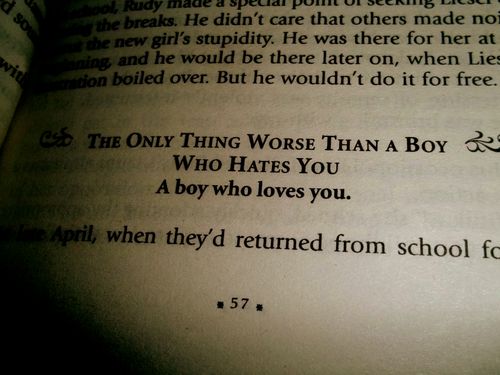 school, Rudy made a special point of seeking Liesel
the breaks. He didn't care that others made noi
the new girl's stupidity. He was there for her at
and he would be there later on, when Lies
boiled over. But he wouldn't do it for free.
THE ONLY THING WORSE THAN A BOY
WHO HATES YOU
A boy who loves you.
April, when they'd returned from school fo
57